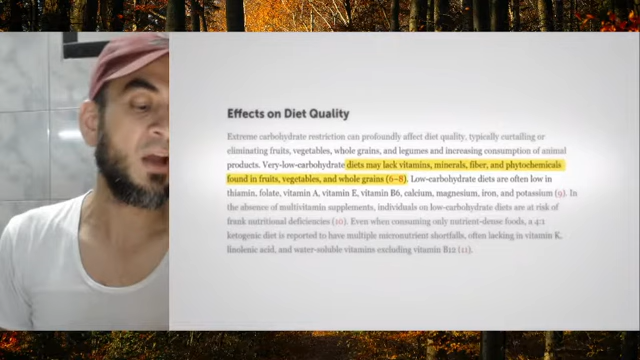 Effects on Diet Quality
Extreme carbohydrate restriction can profoundly affect diet quality, typically curtailing or
eliminating fruits, vegetables, whole grains, and legumes and increasing consumption of animal
products. Very-low-carbohydrate diets may lack vitamins, minerals, fiber, and phytochemicals
found in fruits, vegetables, and whole grains (6–8). Low-carbohydrate diets are often low in
thiamin, folate, vitamin A, vitamin E, vitamin B6, calcium, magnesium, iron, and potassium (9). In
the absence of multivitamin supplements, individuals on low-carbohydrate diets are at risk of
frank nutritional deficiencies (10). Even when consuming only nutrient-dense foods, a 4:1
ketogenic diet is reported to have multiple micronutrient shortfalls, often lacking in vitamin K,
linolenic acid, and water-soluble vitamins excluding vitamin B12 (11).